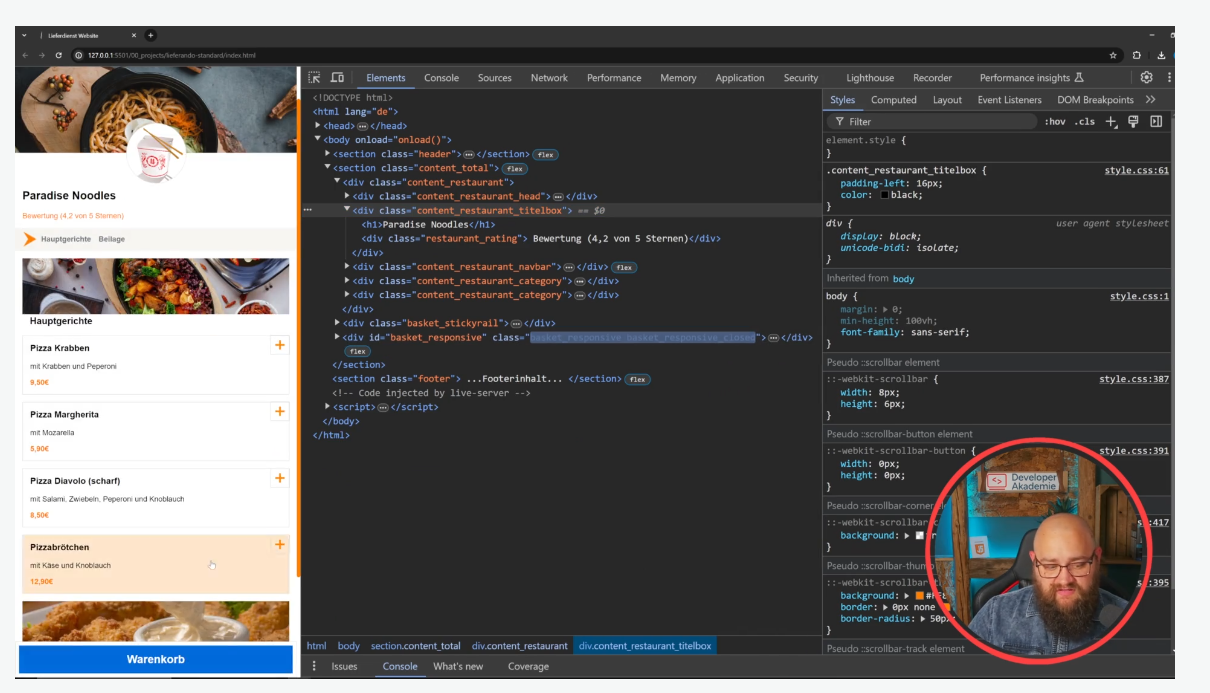 Lieferdienst Website
127.0.0.1:5501/00_projects/lieferando-standard/index.html
Paradise Noodles
Bewertung (4,2 von 5 Sternen)
Hauptgerichte Beilage
Hauptgerichte
Pizza Krabben
mit Krabben und Peperoni
9,50€
Pizza Margherita
mit Mozarella
5,90€
Pizza Diavolo (scharf)
mit Salami, Zwiebeln, Peperoni und Knoblauch
8,50€
Pizzabrötchen
mit Käse und Knoblauch
12,90€
Warenkorb
Elements Console Sources Network Performance Memory Application Security Lighthouse Recorder Performance insights
<!DOCTYPE html>
<html lang="de">
<head> </head>
<body onload="onload()">
<section class="header"> </section> flex
<section class="content_total"> flex
<div class="content_restaurant">
<div class="content_restaurant_head"> </div>
<div class="content_restaurant_titelbox"> == $0
<h1>Paradise Noodles</h1>
<div class="restaurant_rating"> Bewertung (4,2 von 5 Sternen)</div>
</div>
<div class="content_restaurant_navbar"> </div> flex
<div class="content_restaurant_category"> </div>
<div class="content_restaurant_category"> </div>
</div>
<div class="basket_stickyrail"> </div>
<div id="basket_responsive" class="basket_responsive basket_responsive_closed"> </div>
flex
</section>
<section class="footer"> ...Footerinhalt... </section> flex
<!-- Code injected by live-server -->
<script> </script>
</body>
</html>
html body section.content_total div.content_restaurant div.content_restaurant_titelbox
Issues Console What's new Coverage
Styles Computed Layout Event Listeners DOM Breakpoints
Filter :hov .cls
element.style {
}
.content_restaurant_titelbox { style.css:61
padding-left: 16px;
color: black;
}
div { user agent stylesheet
display: block;
unicode-bidi: isolate;
}
Inherited from body
body { style.css:1
margin: 0;
min-height: 100vh;
font-family: sans-serif;
}
Pseudo ::scrollbar element
::-webkit-scrollbar { style.css:387
width: 8px;
height: 6px;
}
Pseudo ::scrollbar-button element
::-webkit-scrollbar-button { style.css:391
width: 0px;
height: 0px;
}
Developer
Akademie
Pseudo ::scrollbar-corner
::-webkit-scrollbar :417
background:
}
Pseudo ::scrollbar-thumb
::-webkit-scrollbar :395
background:
border: 0px none
border-radius: 50px
}
Pseudo ::scrollbar-track element